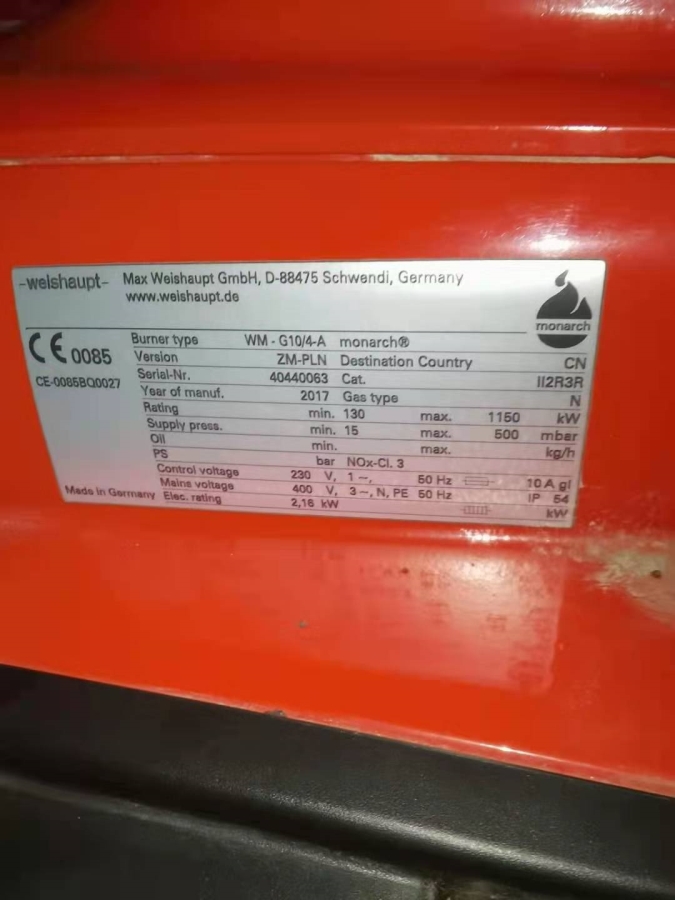 -weishaupt- Max Weishaupt GmbH, D-88475 Schwendi, Germany
www.weishaupt.de
monarch
CE 0085
CE-0085BQ0027
Burner type WM - G10/4-A monarch®
Version ZM-PLN Destination Country CN
Serial-Nr. 40440063 Cat. II2R3R
Year of manuf. 2017 Gas type N
Rating min. 130 max. 1150 kW
Supply press. min. 15 max. 500 mbar
Oil min. max. kg/h
PS bar NOx-Cl. 3
Control voltage 230 V, 1~, 50 Hz 10 A gl
Mains voltage 400 V, 3~, N, PE 50 Hz IP 54
Made in Germany Elec. rating 2,16 kW kW